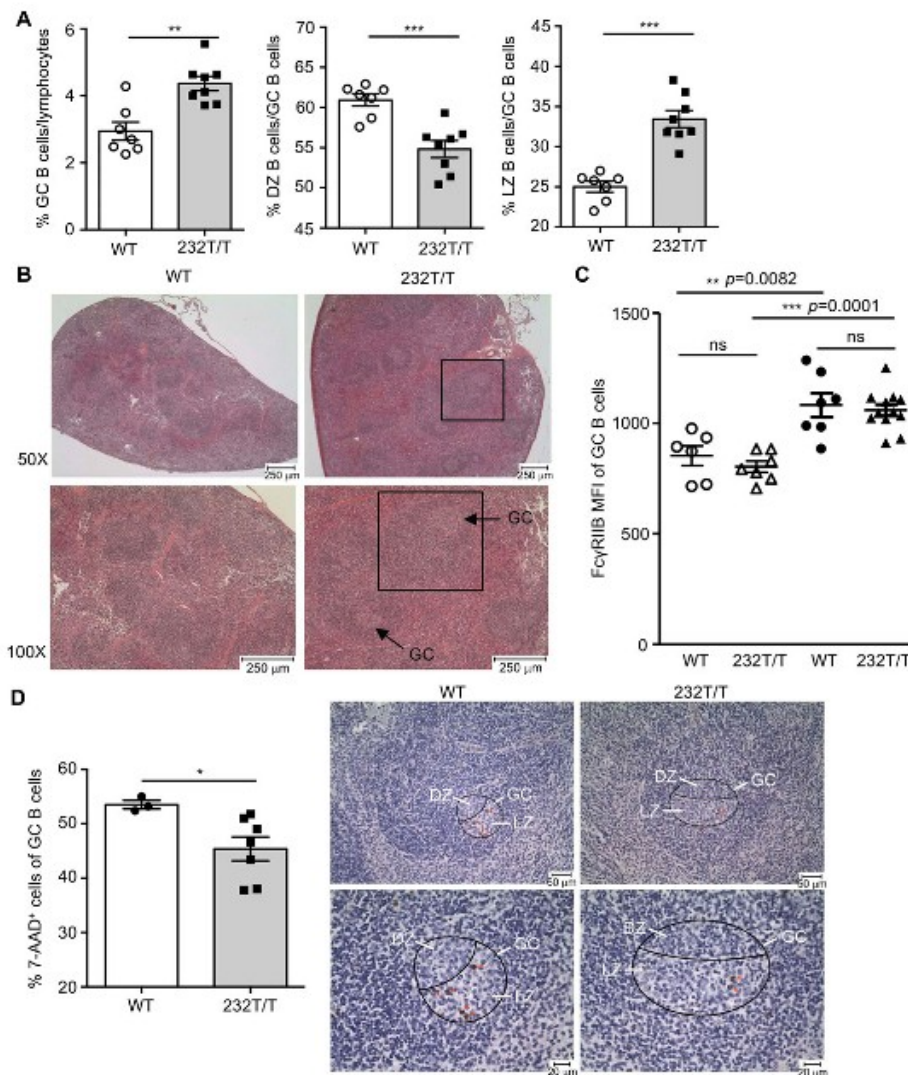 A
% GC B cells/lymphocytes
6
4
2
0
**
WT
232T/T
% DZ B cells/GC B cells
65
60
55
50
45
***
WT
232T/T
% LZ B cells/GC B cells
40
35
30
25
20
***
WT
232T/T
B
WT
232T/T
50X
250 μm
250 μm
GC
GC
100X
250 μm
250 μm
C
** p=0.0082
*** p=0.0001
ns
ns
FcγRIIB MFI of GC B cells
1500
1000
500
0
WT
232T/T
WT
232T/T
D
% 7-AAD⁺ cells of GC B cells
60
50
40
30
20
*
WT
232T/T
WT
232T/T
DZ
GC
LZ
50 μm
DZ
GC
LZ
50 μm
DZ
GC
LZ
20 μm
DZ
GC
LZ
20 μm